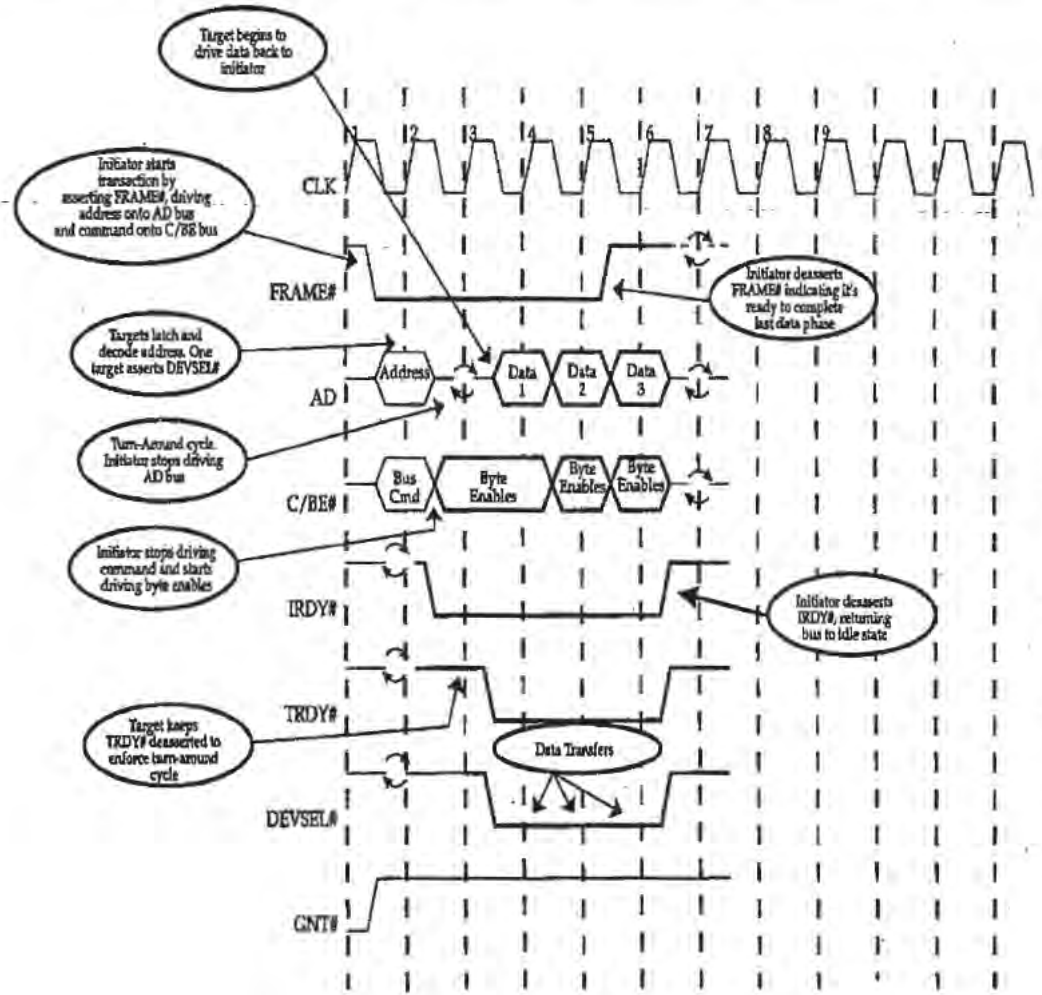 Target begins to
drive data back to
initiator
1 2 3 4 5 6 7 8 9
CLK
Initiator starts
transaction by
asserting FRAME#, driving
address onto AD bus
and command onto C/BE bus
FRAME#
Initiator deasserts
FRAME# indicating it's
ready to complete
last data phase
Targets latch and
decode address. One
target asserts DEVSEL#
AD
Address
Data
1
Data
2
Data
3
Turn-Around cycle.
Initiator stops driving
AD bus
C/BE#
Bus
Cmd
Byte
Enables
Byte
Enables
Byte
Enables
Initiator stops driving
command and starts
driving byte enables
IRDY#
Initiator deasserts
IRDY#, returning
bus to idle state
TRDY#
Target keeps
TRDY# deasserted to
enforce turn-around
cycle
Data Transfers
DEVSEL#
GNT#